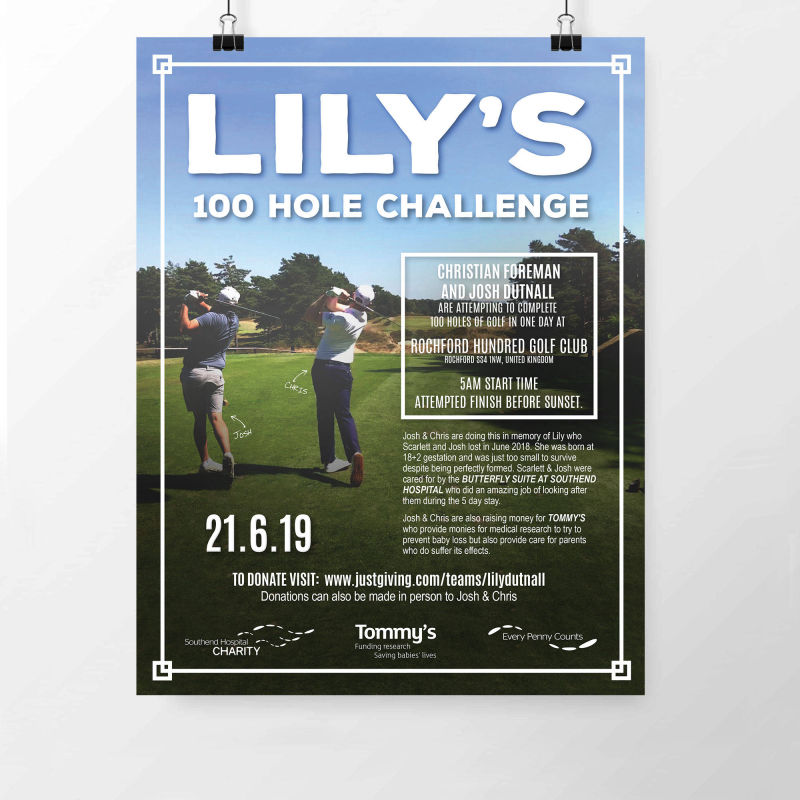 LILY'S
100 HOLE CHALLENGE
CHRISTIAN FOREMAN
AND JOSH DUTNALL
ARE ATTEMPTING TO COMPLETE
100 HOLES OF GOLF IN ONE DAY AT
ROCHFORD HUNDRED GOLF CLUB
ROCHFORD SS4 1NW, UNITED KINGDOM
5AM START TIME
ATTEMPTED FINISH BEFORE SUNSET.
CHRIS
JOSH
Josh & Chris are doing this in memory of Lily who
Scarlett and Josh lost in June 2018. She was born at
18+2 gestation and was just too small to survive
despite being perfectly formed. Scarlett & Josh were
cared for by the BUTTERFLY SUITE AT SOUTHEND
HOSPITAL who did an amazing job of looking after
them during the 5 day stay.
Josh & Chris are also raising money for TOMMY'S
who provide monies for medical research to try to
prevent baby loss but also provide care for parents
who do suffer its effects.
21.6.19
TO DONATE VISIT: www.justgiving.com/teams/lilydutnall
Donations can also be made in person to Josh & Chris
Southend Hospital
CHARITY
Tommy's
Funding research
Saving babies' lives
Every Penny Counts